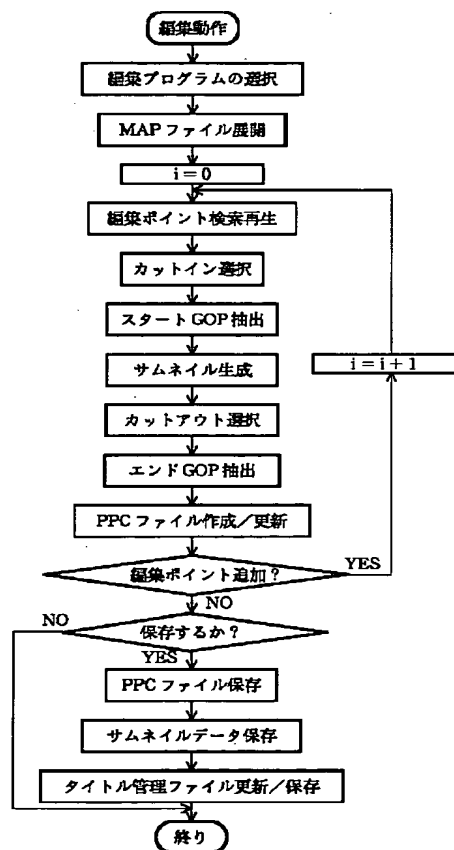 編集動作
編集プログラムの選択
MAPファイル展開
i=0
編集ポイント検索再生
カットイン選択
スタートGOP抽出
サムネイル生成
i=i+1
カットアウト選択
エンドGOP抽出
PPCファイル作成/更新
編集ポイント追加?
YES
NO
保存するか?
NO
YES
PPCファイル保存
サムネイルデータ保存
タイトル管理ファイル更新/保存
終り